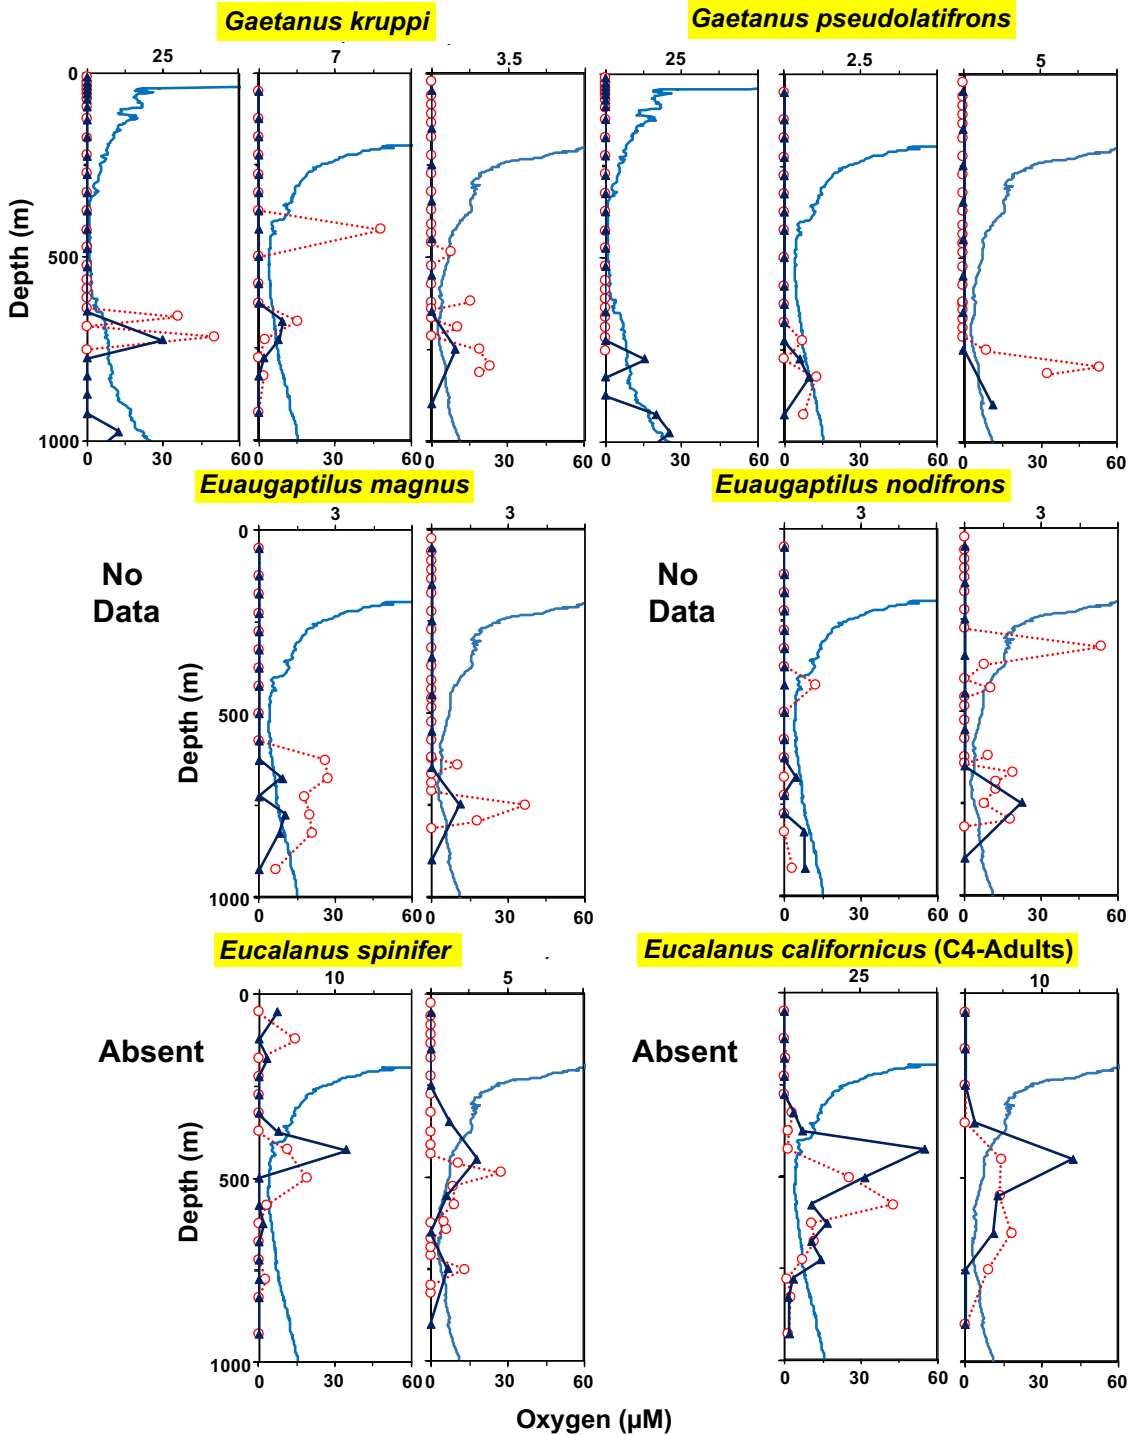 Gaetanus kruppi
Gaetanus pseudolatifrons
25 7 3.5 25 2.5 5
0
Depth (m)
500
1000
0 30 60 0 30 60 0 30 60 0 30 60 0 30 60 0 30 60
Euaugaptilus magnus
Euaugaptilus nodifrons
3 3 3 3
0
No
Data
No
Data
Depth (m)
500
1000
0 30 60 0 30 60 0 30 60 0 30 60
Eucalanus spinifer
Eucalanus californicus (C4-Adults)
10 5 25 10
0
Absent
Absent
Depth (m)
500
1000
0 30 60 0 30 60 0 30 60 0 30 60
Oxygen (µM)